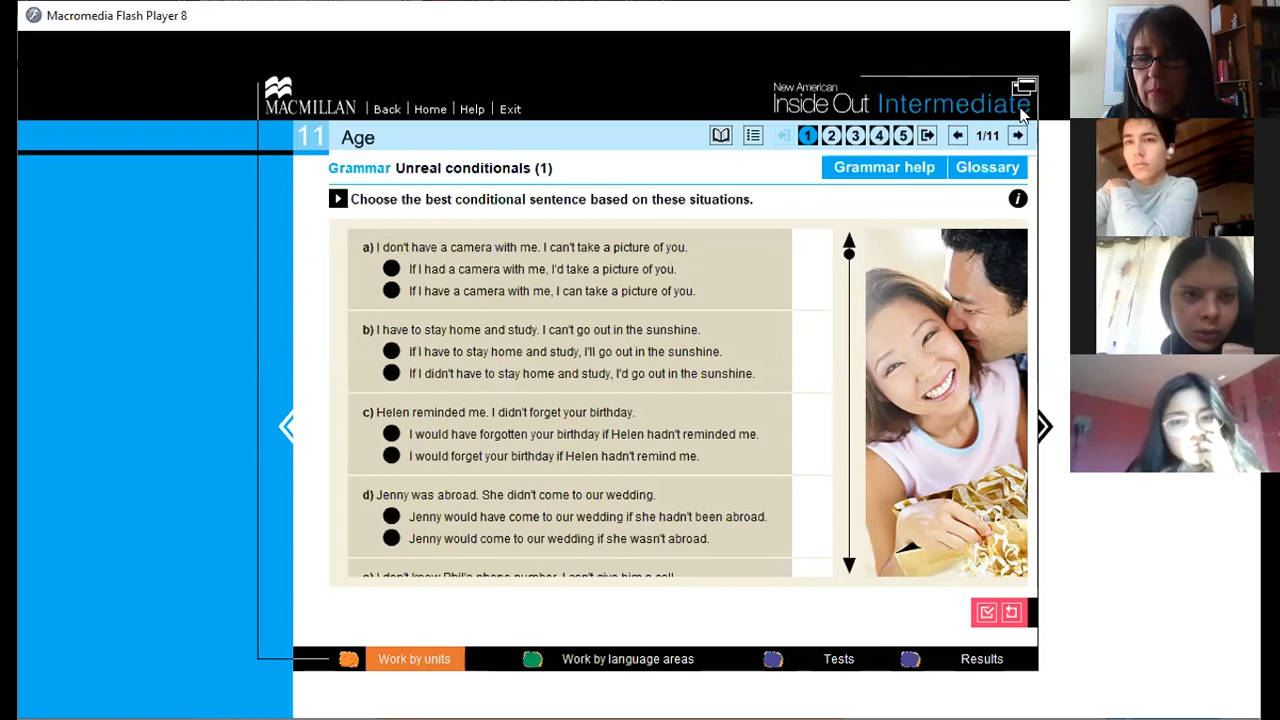 Macromedia Flash Player 8
MACMILLAN | Back | Home | Help | Exit
New American
Inside Out Intermediate
11 Age
1 2 3 4 5 1/11
Grammar Unreal conditionals (1)
Grammar help Glossary
Choose the best conditional sentence based on these situations.
i
a) I don't have a camera with me. I can't take a picture of you.
If I had a camera with me, I'd take a picture of you.
If I have a camera with me, I can take a picture of you.
b) I have to stay home and study. I can't go out in the sunshine.
If I have to stay home and study, I'll go out in the sunshine.
If I didn't have to stay home and study, I'd go out in the sunshine.
c) Helen reminded me. I didn't forget your birthday.
I would have forgotten your birthday if Helen hadn't reminded me.
I would forget your birthday if Helen hadn't remind me.
d) Jenny was abroad. She didn't come to our wedding.
Jenny would have come to our wedding if she hadn't been abroad.
Jenny would come to our wedding if she wasn't abroad.
e) I don't know Phil's phone number. I can't give him a call.
Work by units Work by language areas Tests Results